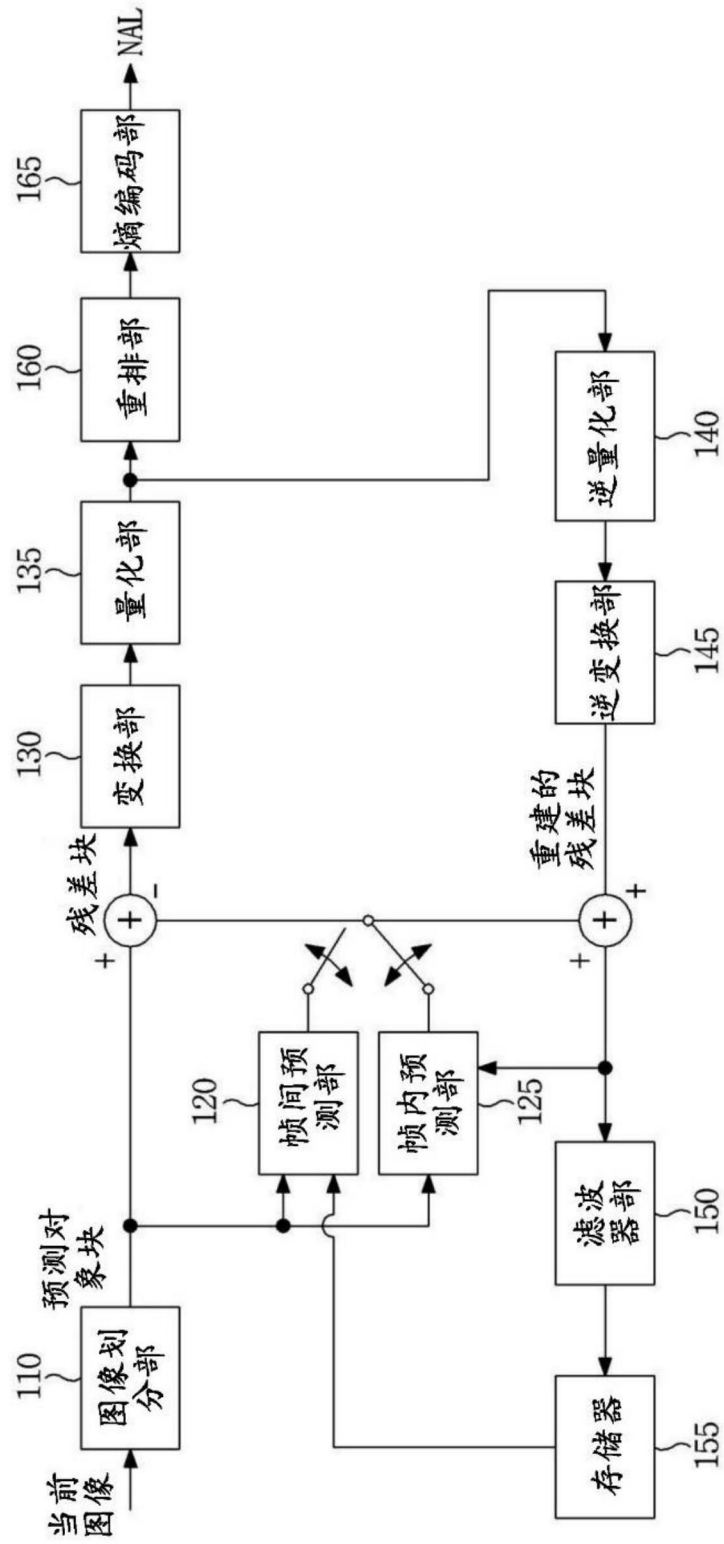 当前
图像
110
图像划
分部
预测对
象块
+
+
-
残差块
130
变换部
135
量化部
160
重排部
165
熵编码部
NAL
120
帧间预
测部
帧内预
测部
125
155
存储器
150
滤波
器部
+
+
+
重建的
残差块
145
逆变换部
140
逆量化部